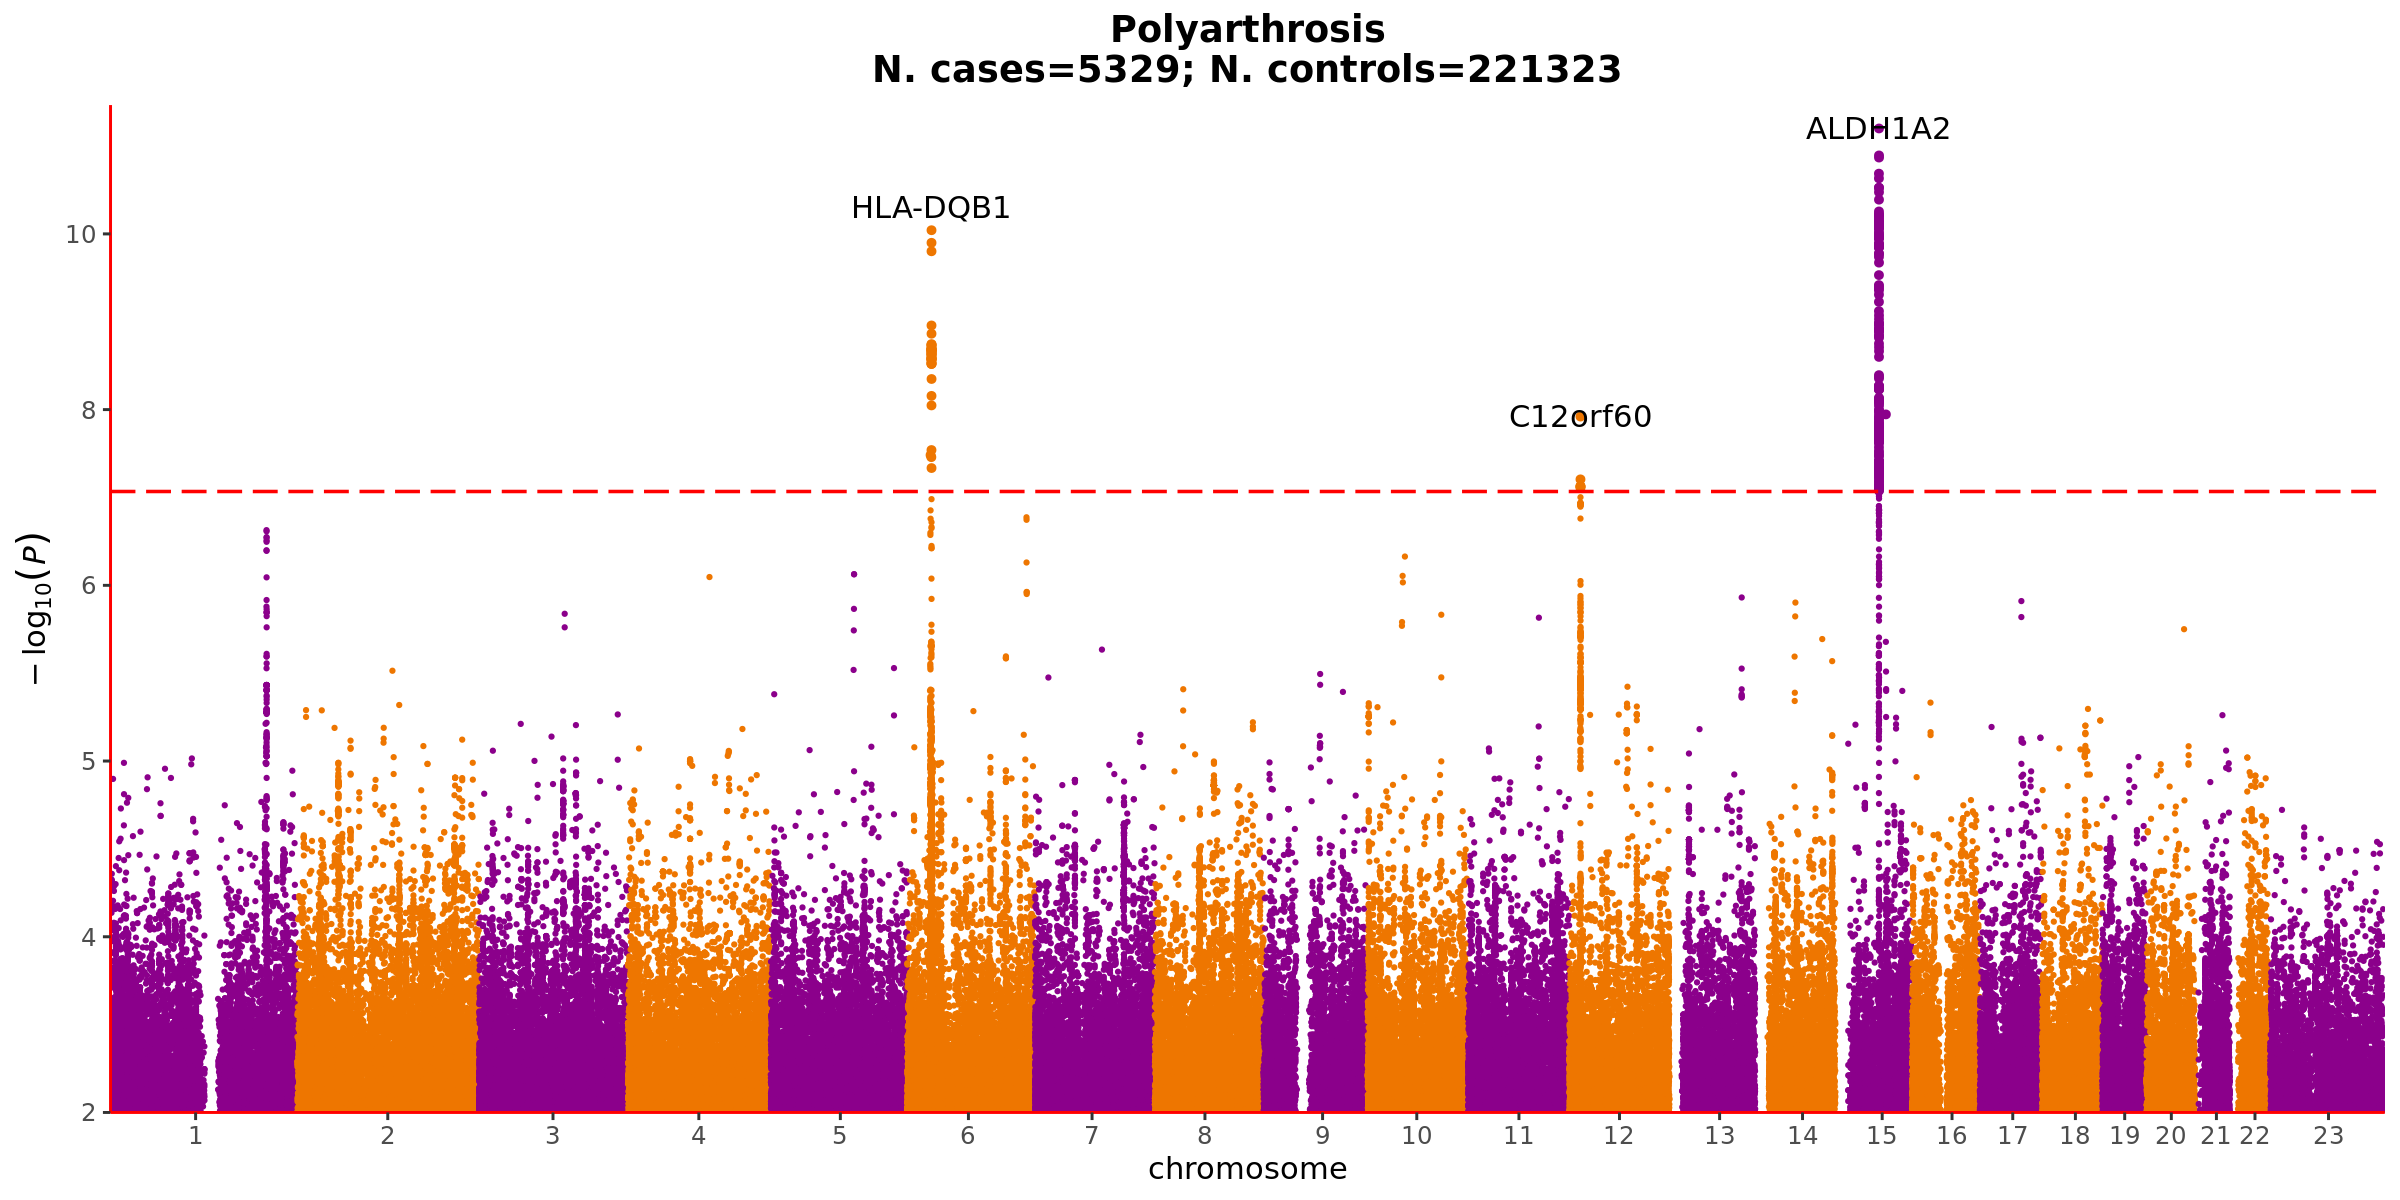 Polyarthrosis
N. cases=5329; N. controls=221323
ALDH1A2
HLA-DQB1
C12orf60
10
8
6
5
4
2
−log10(P)
1 2 3 4 5 6 7 8 9 10 11 12 13 14 15 16 17 18 19 20 21 22 23
chromosome